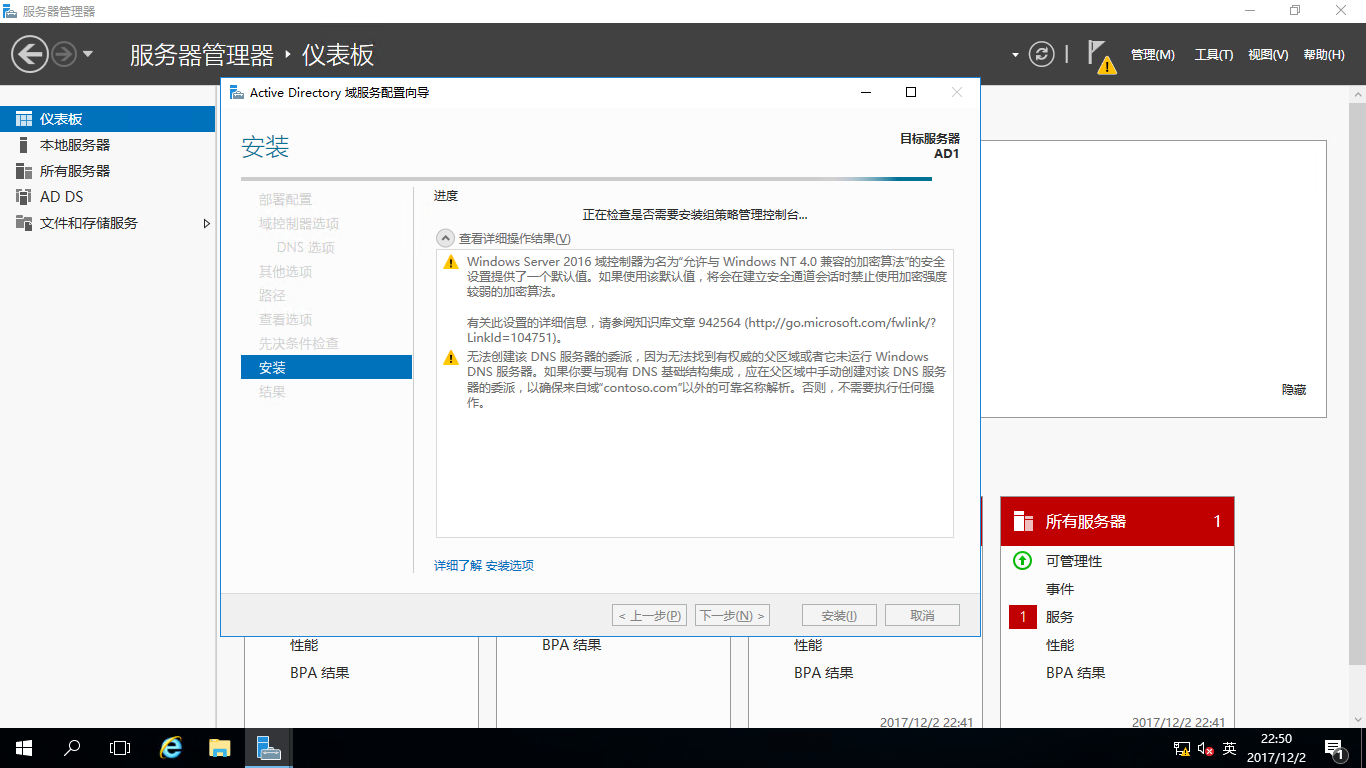 服务器管理器
服务器管理器 · 仪表板
管理(M) 工具(T) 视图(V) 帮助(H)
仪表板
本地服务器
所有服务器
AD DS
文件和存储服务
Active Directory 域服务配置向导
安装
目标服务器
AD1
部署配置
域控制器选项
DNS 选项
其他选项
路径
查看选项
先决条件检查
安装
结果
进度
正在检查是否需要安装组策略管理控制台...
查看详细操作结果(V)
Windows Server 2016 域控制器为名为“允许与 Windows NT 4.0 兼容的加密算法”的安全
设置提供了一个默认值。如果使用该默认值，将会在建立安全通道会话时禁止使用加密强度
较弱的加密算法。
有关此设置的详细信息，请参阅知识库文章 942564 (http://go.microsoft.com/fwlink/?
LinkId=104751)。
无法创建该 DNS 服务器的委派，因为无法找到有权威的父区域或者它未运行 Windows
DNS 服务器。如果你要与现有 DNS 基础结构集成，应在父区域中手动创建对该 DNS 服务
器的委派，以确保来自域“contoso.com”以外的可靠名称解析。否则，不需要执行任何操
作。
详细了解 安装选项
< 上一步(P) 下一步(N) > 安装(I) 取消
隐藏
所有服务器 1
可管理性
事件
1 服务
性能
BPA 结果
2017/12/2 22:41
性能
BPA 结果
BPA 结果
性能
BPA 结果
2017/12/2 22:41
英
22:50
2017/12/2
1